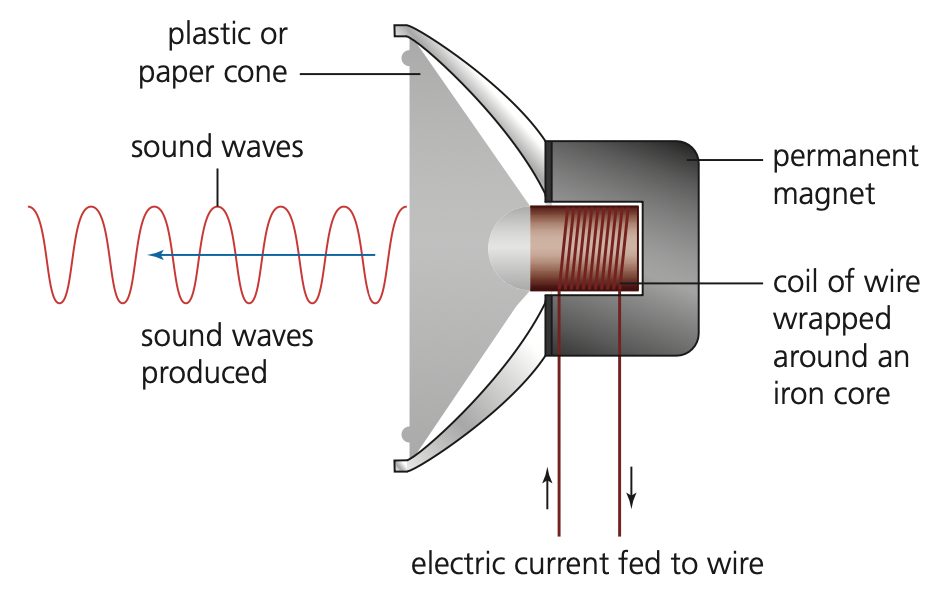 plastic or
paper cone
sound waves
sound waves
produced
permanent
magnet
coil of wire
wrapped
around an
iron core
electric current fed to wire